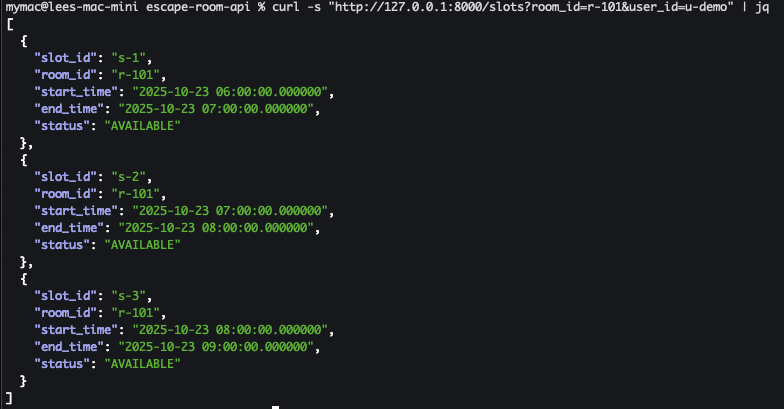 mymac@lees-mac-mini escape-room-api % curl -s "http://127.0.0.1:8000/slots?room_id=r-101&user_id=u-demo" | jq
[
  {
    "slot_id": "s-1",
    "room_id": "r-101",
    "start_time": "2025-10-23 06:00:00.000000",
    "end_time": "2025-10-23 07:00:00.000000",
    "status": "AVAILABLE"
  },
  {
    "slot_id": "s-2",
    "room_id": "r-101",
    "start_time": "2025-10-23 07:00:00.000000",
    "end_time": "2025-10-23 08:00:00.000000",
    "status": "AVAILABLE"
  },
  {
    "slot_id": "s-3",
    "room_id": "r-101",
    "start_time": "2025-10-23 08:00:00.000000",
    "end_time": "2025-10-23 09:00:00.000000",
    "status": "AVAILABLE"
  }
]